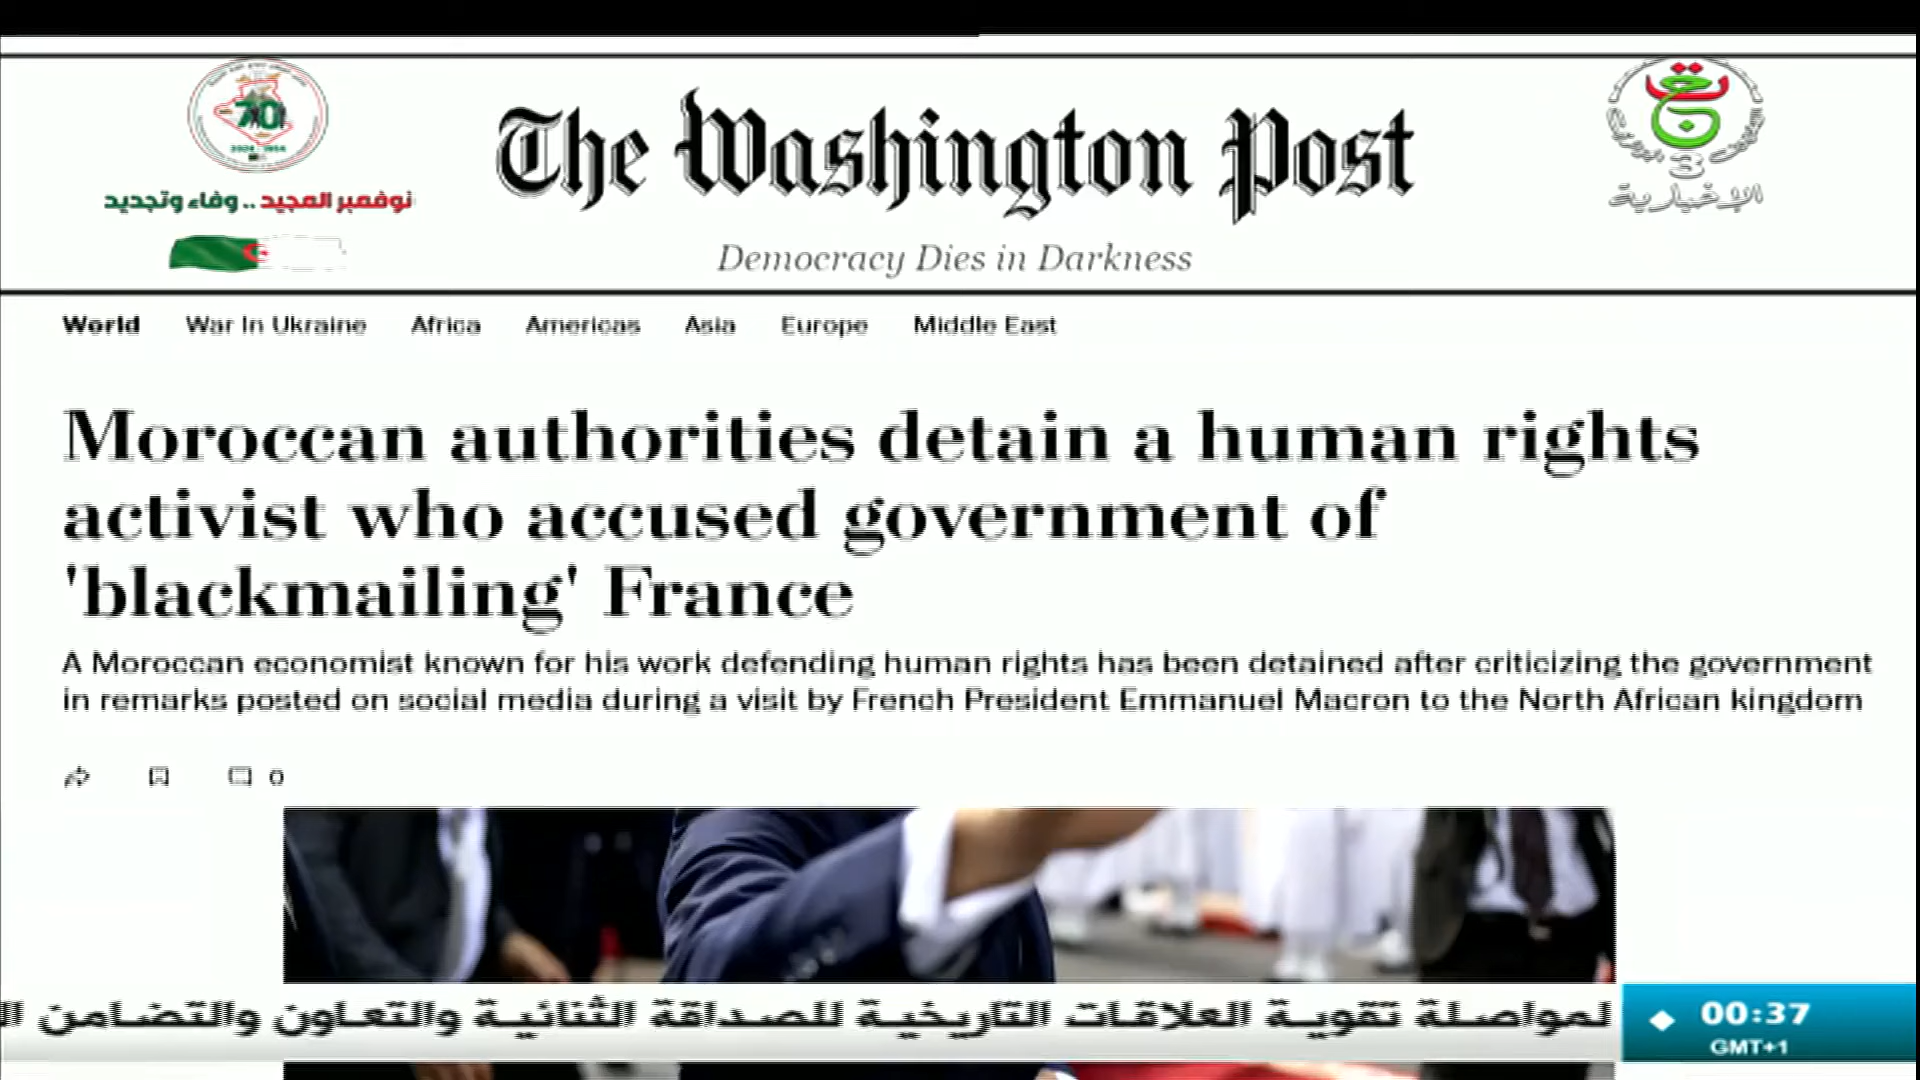 70
نوفمبر المجيد .. وفاء وتجديد
The Washington Post
Democracy Dies in Darkness
3
الإخبارية
World War In Ukraine Africa Americas Asia Europe Middle East
Moroccan authorities detain a human rights
activist who accused government of
'blackmailing' France
A Moroccan economist known for his work defending human rights has been detained after criticizing the government
in remarks posted on social media during a visit by French President Emmanuel Macron to the North African kingdom
0
لمواصلة تقوية العلاقات التاريخية للصداقة الثنائية والتعاون والتضامن
00:37
GMT+1